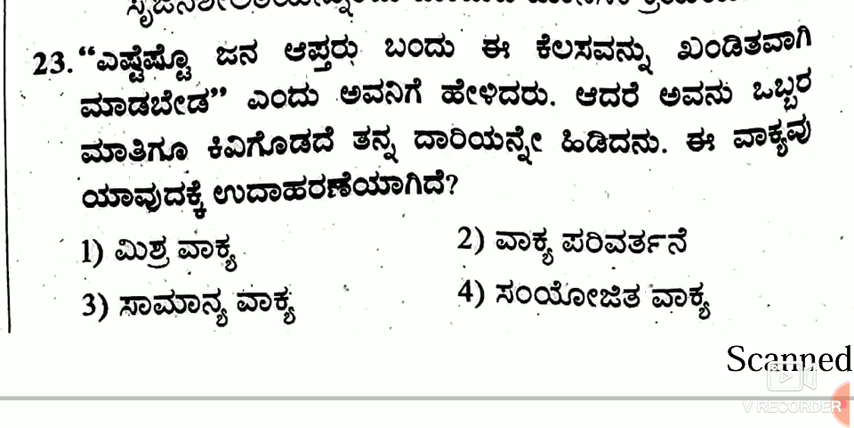 23. “ಎಷ್ಟೆಷ್ಟೊ ಜನ ಆಪ್ತರು ಬಂದು ಈ ಕೆಲಸವನ್ನು ಖಂಡಿತವಾಗಿ
ಮಾಡಬೇಡ” ಎಂದು ಅವನಿಗೆ ಹೇಳಿದರು. ಆದರೆ ಅವನು ಒಬ್ಬರ
ಮಾತಿಗೂ ಕಿವಿಗೊಡದೆ ತನ್ನ ದಾರಿಯನ್ನೇ ಹಿಡಿದನು. ಈ ವಾಕ್ಯವು
ಯಾವುದಕ್ಕೆ ಉದಾಹರಣೆಯಾಗಿದೆ?
1) ಮಿಶ್ರ ವಾಕ್ಯ 2) ವಾಕ್ಯ ಪರಿವರ್ತನೆ
3) ಸಾಮಾನ್ಯ ವಾಕ್ಯ 4) ಸಂಯೋಜಿತ ವಾಕ್ಯ
Scanned
V RECORDER